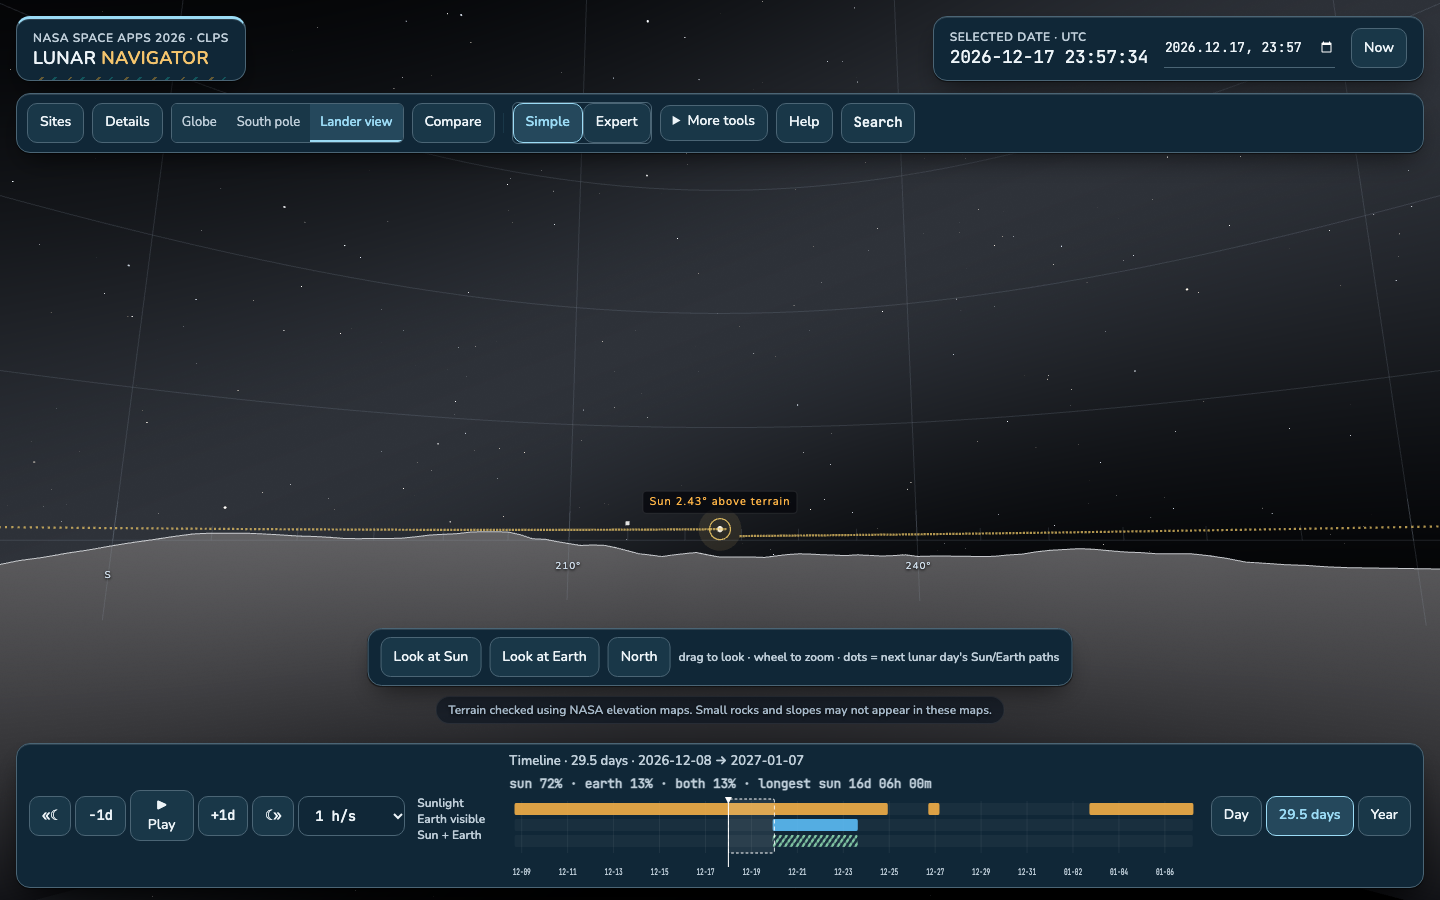 NASA SPACE APPS 2026 · CLPS
LUNAR NAVIGATOR
SELECTED DATE · UTC
2026-12-17 23:57:34
2026.12.17, 23:57
Now
Sites
Details
Globe
South pole
Lander view
Compare
Simple
Expert
▶ More tools
Help
Search
Sun 2.43° above terrain
S
210°
240°
Look at Sun
Look at Earth
North
drag to look · wheel to zoom · dots = next lunar day's Sun/Earth paths
Terrain checked using NASA elevation maps. Small rocks and slopes may not appear in these maps.
Timeline · 29.5 days · 2026-12-08 → 2027-01-07
sun 72% · earth 13% · both 13% · longest sun 16d 06h 00m
«☾
-1d
▶
Play
+1d
☾»
1 h/s
Sunlight
Earth visible
Sun + Earth
12-09 12-11 12-13 12-15 12-17 12-19 12-21 12-23 12-25 12-27 12-29 12-31 01-02 01-04 01-06
Day
29.5 days
Year